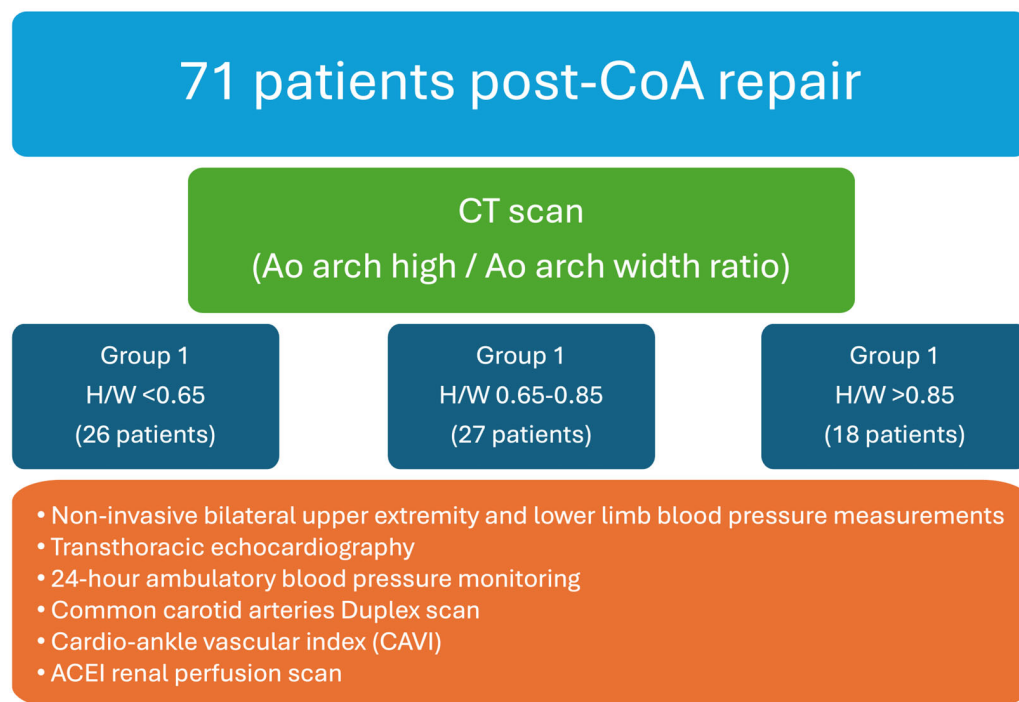 71 patients post-CoA repair
CT scan
(Ao arch high / Ao arch width ratio)
Group 1
H/W <0.65
(26 patients)
Group 1
H/W 0.65-0.85
(27 patients)
Group 1
H/W >0.85
(18 patients)
• Non-invasive bilateral upper extremity and lower limb blood pressure measurements
• Transthoracic echocardiography
• 24-hour ambulatory blood pressure monitoring
• Common carotid arteries Duplex scan
• Cardio-ankle vascular index (CAVI)
• ACEI renal perfusion scan